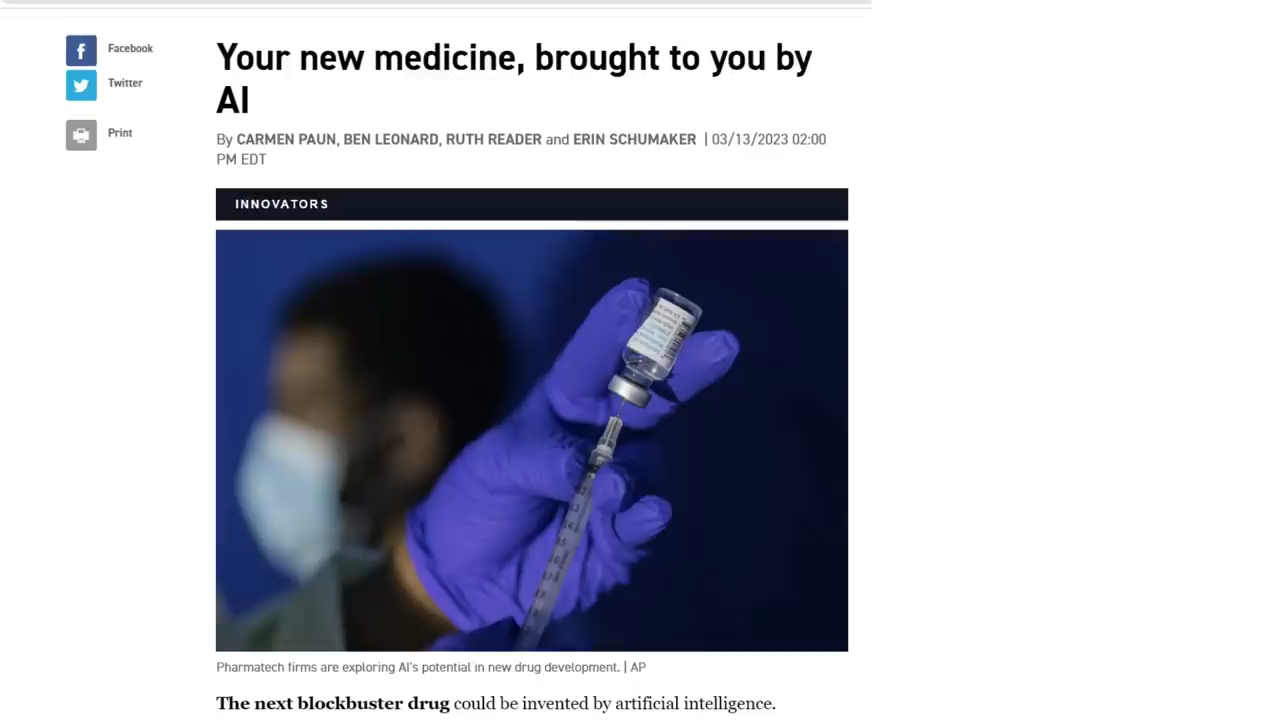 Facebook
Twitter
Print
Your new medicine, brought to you by
AI
By CARMEN PAUN, BEN LEONARD, RUTH READER and ERIN SCHUMAKER | 03/13/2023 02:00
PM EDT
INNOVATORS
Pharmatech firms are exploring AI's potential in new drug development. | AP
The next blockbuster drug could be invented by artificial intelligence.